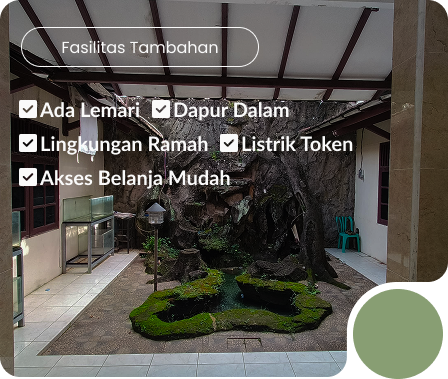 Fasilitas Tambahan
Ada Lemari Dapur Dalam
Lingkungan Ramah Listrik Token
Akses Belanja Mudah